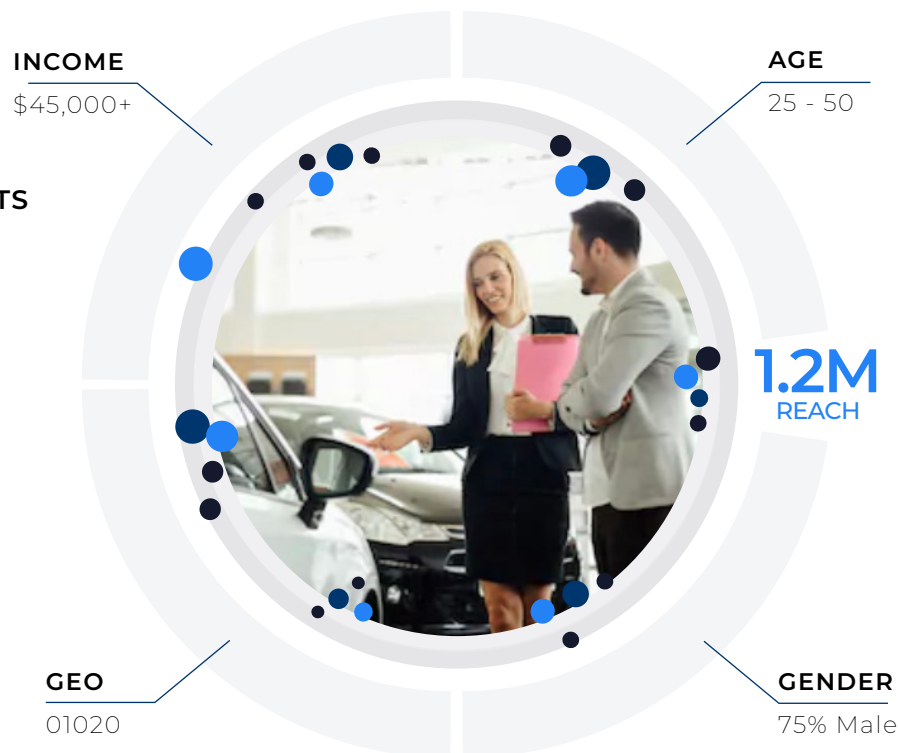 INCOME
$45,000+
AGE
25 - 50
TS
1.2M
REACH
GEO
01020
GENDER
75% Male